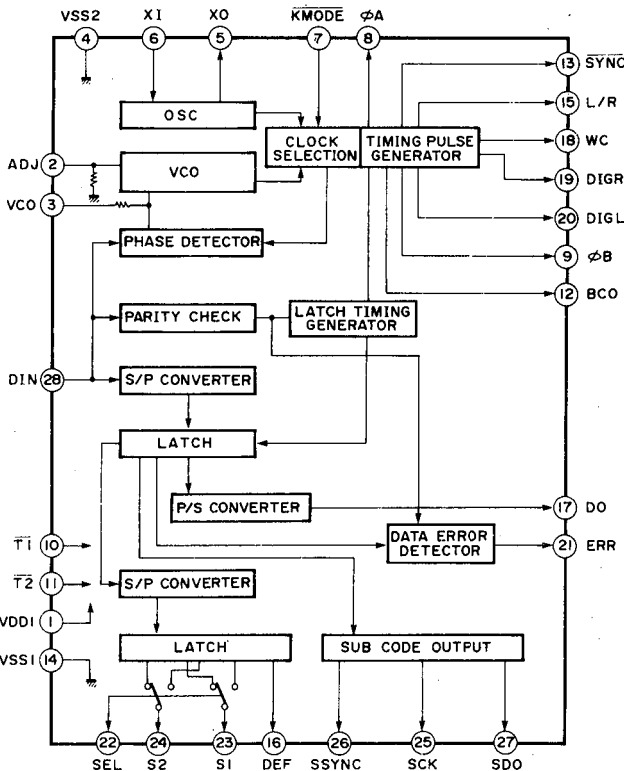 VSS2 XI XO K̅M̅O̅D̅E̅ φA
4 6 5 7 8
13 S̅Y̅N̅C̅
15 L/R
OSC
CLOCK SELECTION
TIMING PULSE GENERATOR
18 WC
ADJ 2
VCO
19 DIGR
VCO 3
20 DIGL
PHASE DETECTOR
9 φB
12 BCO
PARITY CHECK
LATCH TIMING GENERATOR
DIN 28
S/P CONVERTER
LATCH
P/S CONVERTER
17 DO
T̅1̅ 10
DATA ERROR DETECTOR
21 ERR
T̅2̅ 11
S/P CONVERTER
VDD1 1
VSS1 14
LATCH
SUB CODE OUTPUT
22 24 23 16 26 25 27
SEL S2 S1 DEF SSYNC SCK SDO